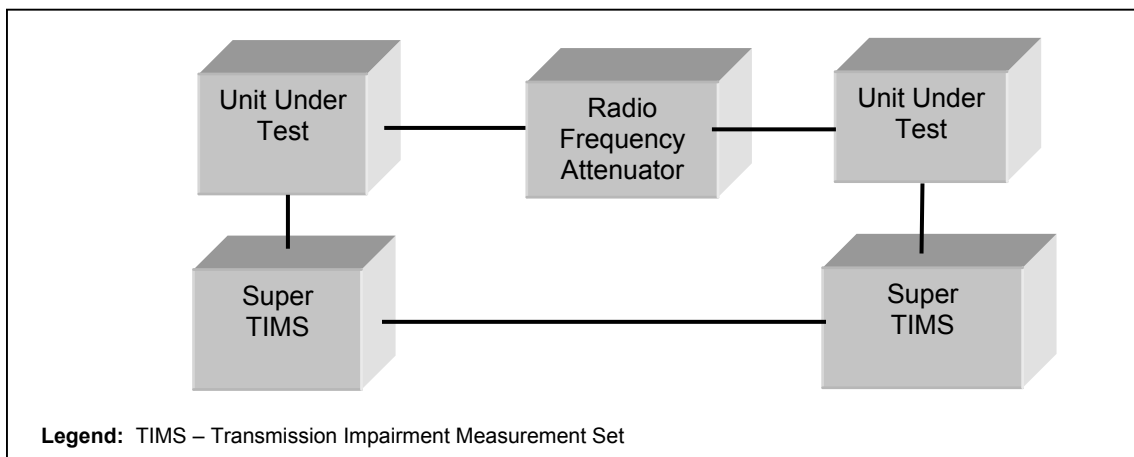 Unit Under
Test
Radio
Frequency
Attenuator
Unit Under
Test
Super
TIMS
Super
TIMS
Legend: TIMS – Transmission Impairment Measurement Set